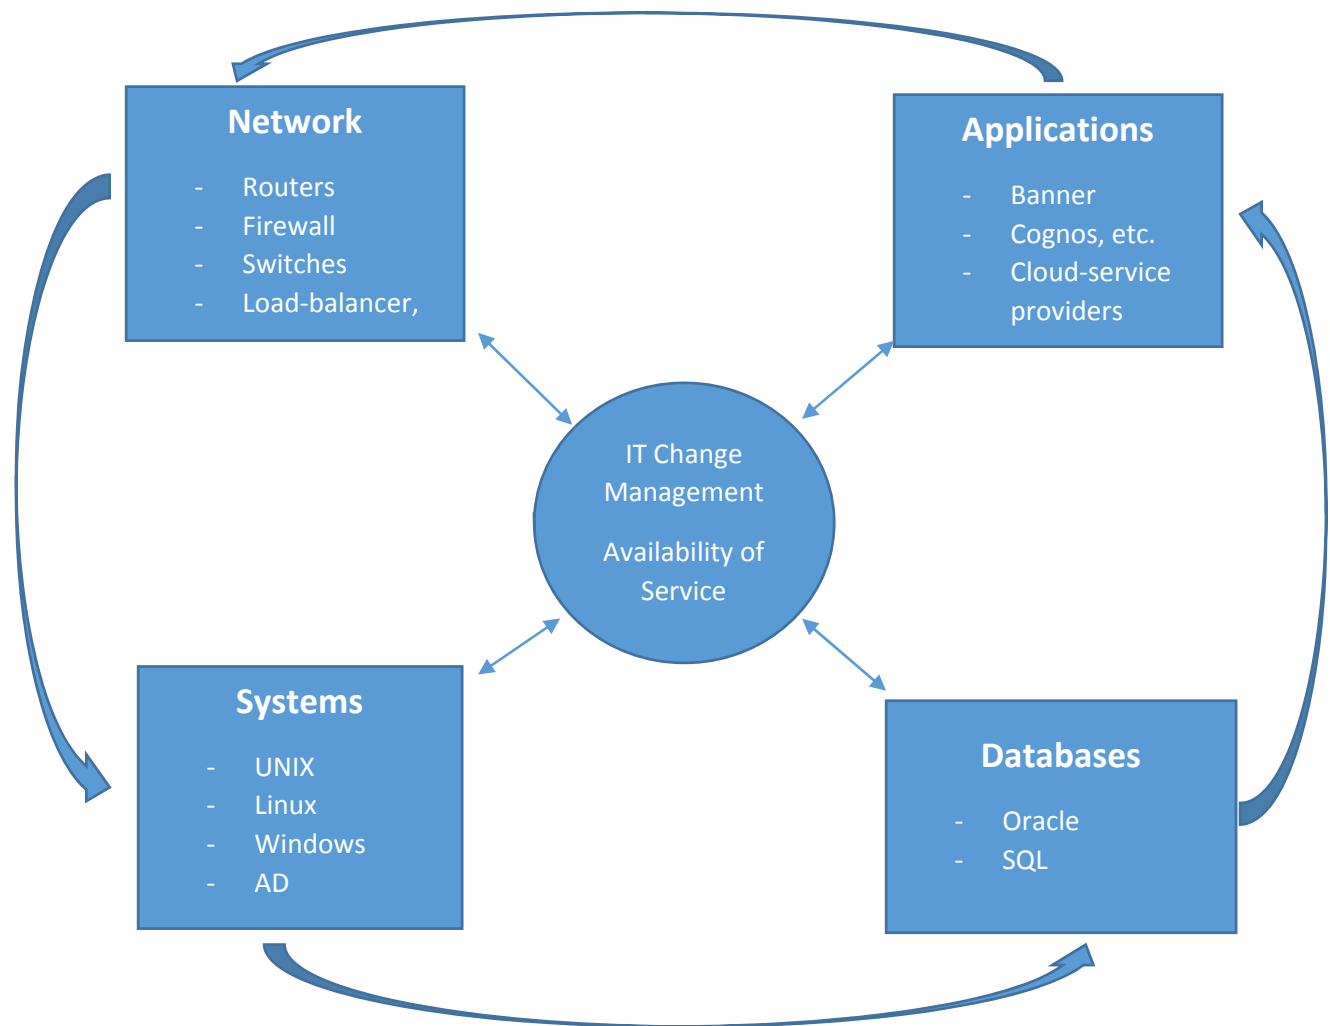 Network
- Routers
- Firewall
- Switches
- Load-balancer,
Applications
- Banner
- Cognos, etc.
- Cloud-service
providers
IT Change
Management
Availability of
Service
Systems
- UNIX
- Linux
- Windows
- AD
Databases
- Oracle
- SQL